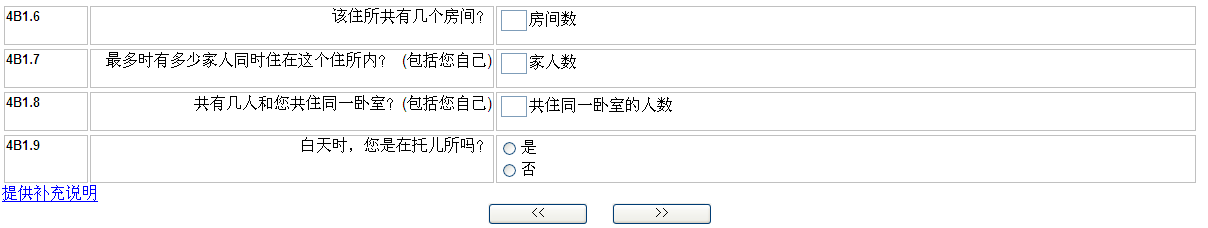 4B1.6 该住所共有几个房间？ 房间数
4B1.7 最多时有多少家人同时住在这个住所内？ (包括您自己) 家人数
4B1.8 共有几人和您共住同一卧室？(包括您自己) 共住同一卧室的人数
4B1.9 白天时，您是在托儿所吗？ 是
否
提供补充说明
<< >>